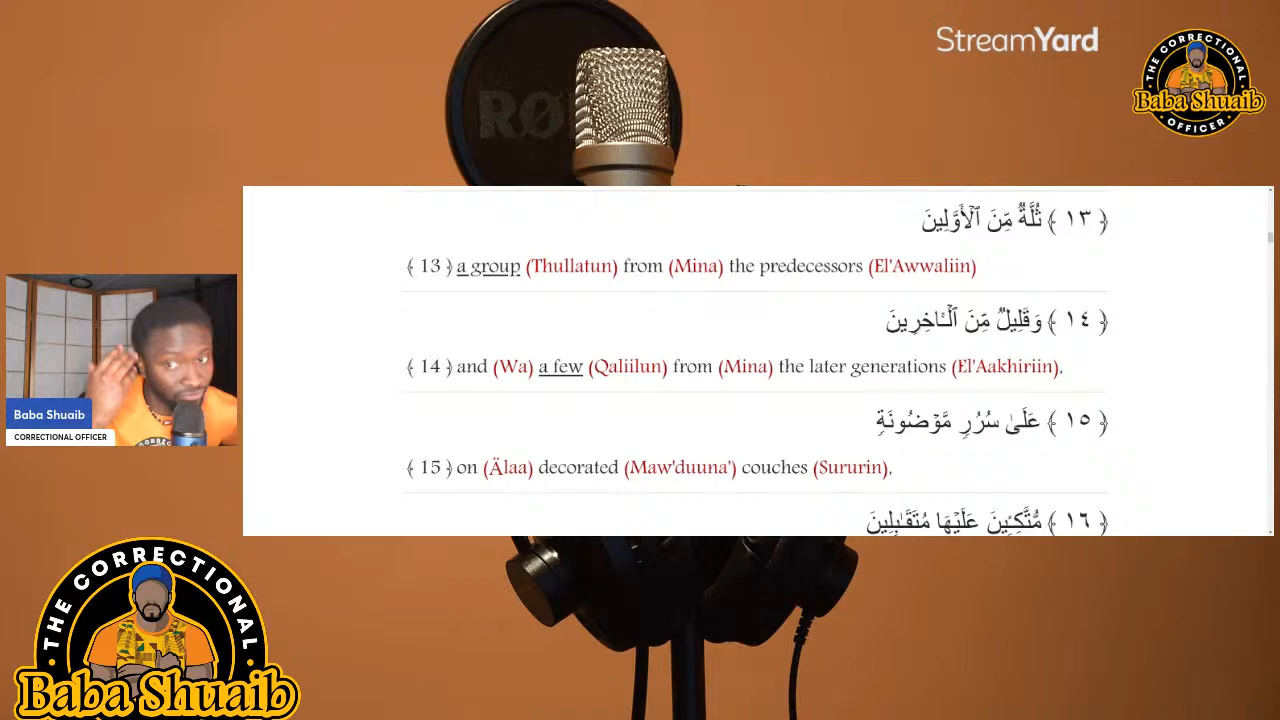 StreamYard
THE CORRECTIONAL
Baba Shuaib
OFFICER
RØ
﴿ ١٣ ﴾ ثُلَّةٌ مِّنَ ٱلْأَوَّلِينَ
﴾ 13 ﴿ a group (Thullatun) from (Mina) the predecessors (El'Awwaliin)
﴿ ١٤ ﴾ وَقَلِيلٌ مِّنَ ٱلْـَٔاخِرِينَ
﴾ 14 ﴿ and (Wa) a few (Qaliilun) from (Mina) the later generations (El'Aakhiriin),
﴿ ١٥ ﴾ عَلَىٰ سُرُرٍ مَّوْضُونَةٍ
﴾ 15 ﴿ on (Älaa) decorated (Maw'duuna') couches (Sururin),
﴿ ١٦ ﴾ مُّتَّكِـِٔينَ عَلَيْهَا مُتَقَـٰبِلِينَ
Baba Shuaib
CORRECTIONAL OFFICER
THE CORRECTIONAL
Baba Shuaib